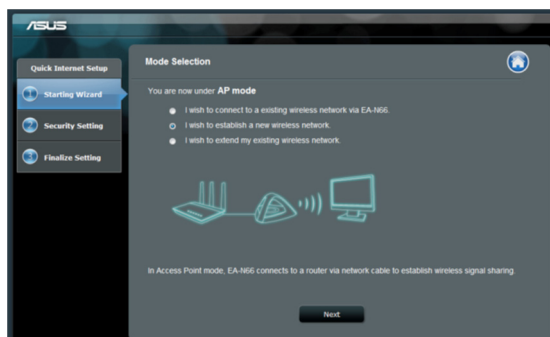 ASUS
Quick Internet Setup
1 Starting Wizard
2 Security Setting
3 Finalize Setting
Mode Selection
You are now under AP mode
I wish to connect to a existing wireless network via EA-N66.
I wish to establish a new wireless network.
I wish to extend my existing wireless network.
In Access Point mode, EA-N66 connects to a router via network cable to establish wireless signal sharing.
Next